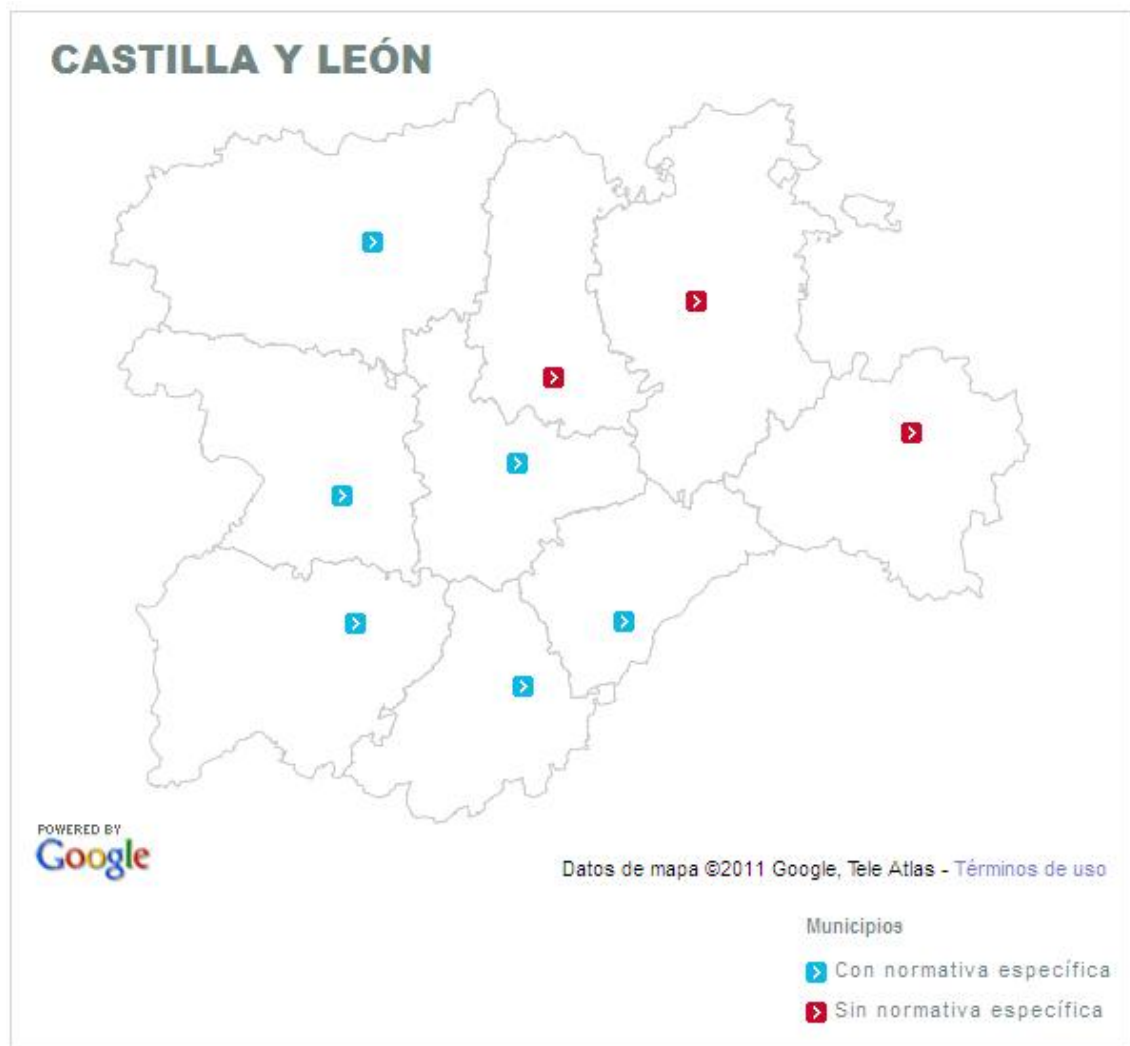 CASTILLA Y LEÓN
POWERED BY
Google
Datos de mapa ©2011 Google, Tele Atlas - Términos de uso
Municipios
Con normativa específica
Sin normativa específica